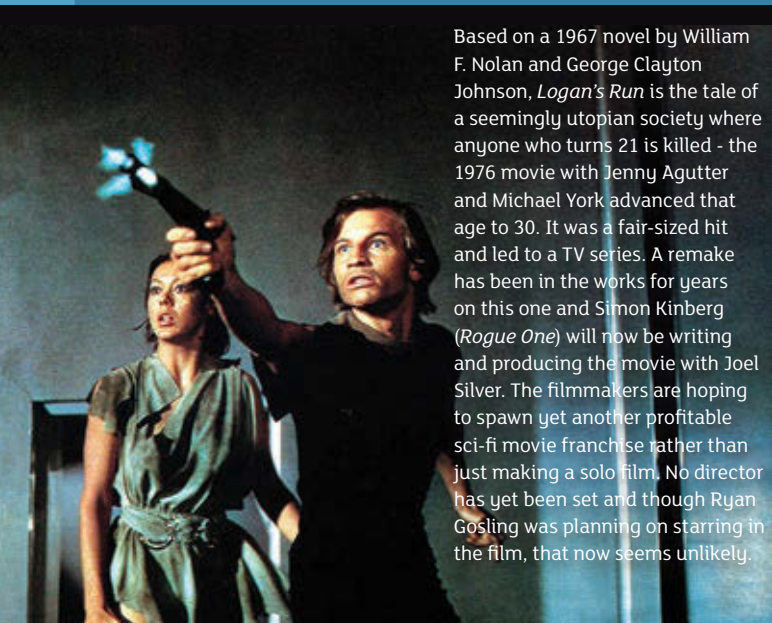 Based on a 1967 novel by William
F. Nolan and George Clayton
Johnson, Logan's Run is the tale of
a seemingly utopian society where
anyone who turns 21 is killed - the
1976 movie with Jenny Agutter
and Michael York advanced that
age to 30. It was a fair-sized hit
and led to a TV series. A remake
has been in the works for years
on this one and Simon Kinberg
(Rogue One) will now be writing
and producing the movie with Joel
Silver. The filmmakers are hoping
to spawn yet another profitable
sci-fi movie franchise rather than
just making a solo film. No director
has yet been set and though Ryan
Gosling was planning on starring in
the film, that now seems unlikely.